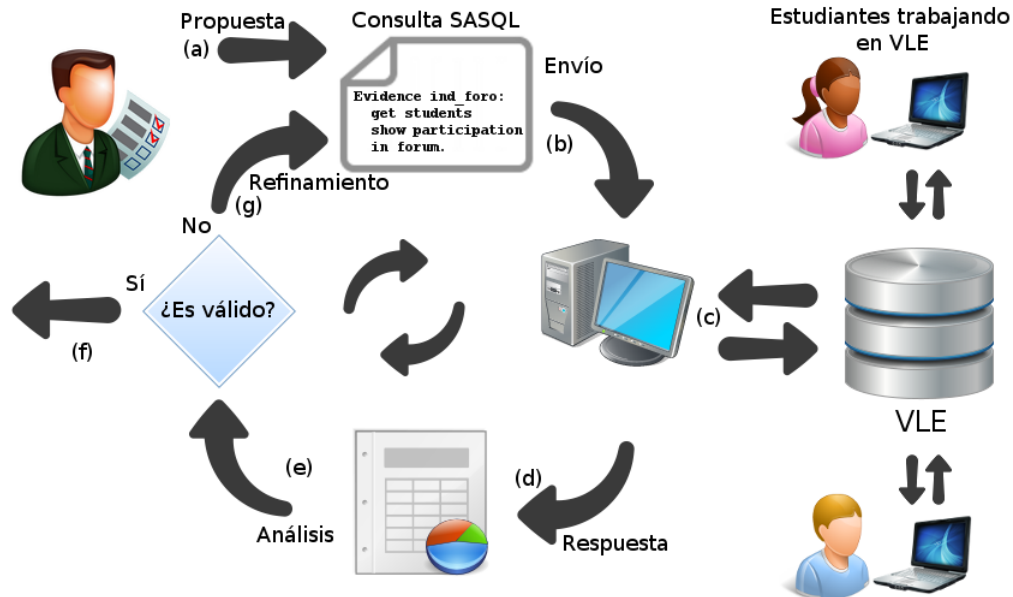 Propuesta
(a)
Consulta SASQL
Evidence ind_foro:
get students
show participation
in forum.
Envío
(b)
Estudiantes trabajando
en VLE
Refinamiento
(g)
No
Sí
¿Es válido?
(f)
(c)
VLE
(e)
Análisis
(d)
Respuesta